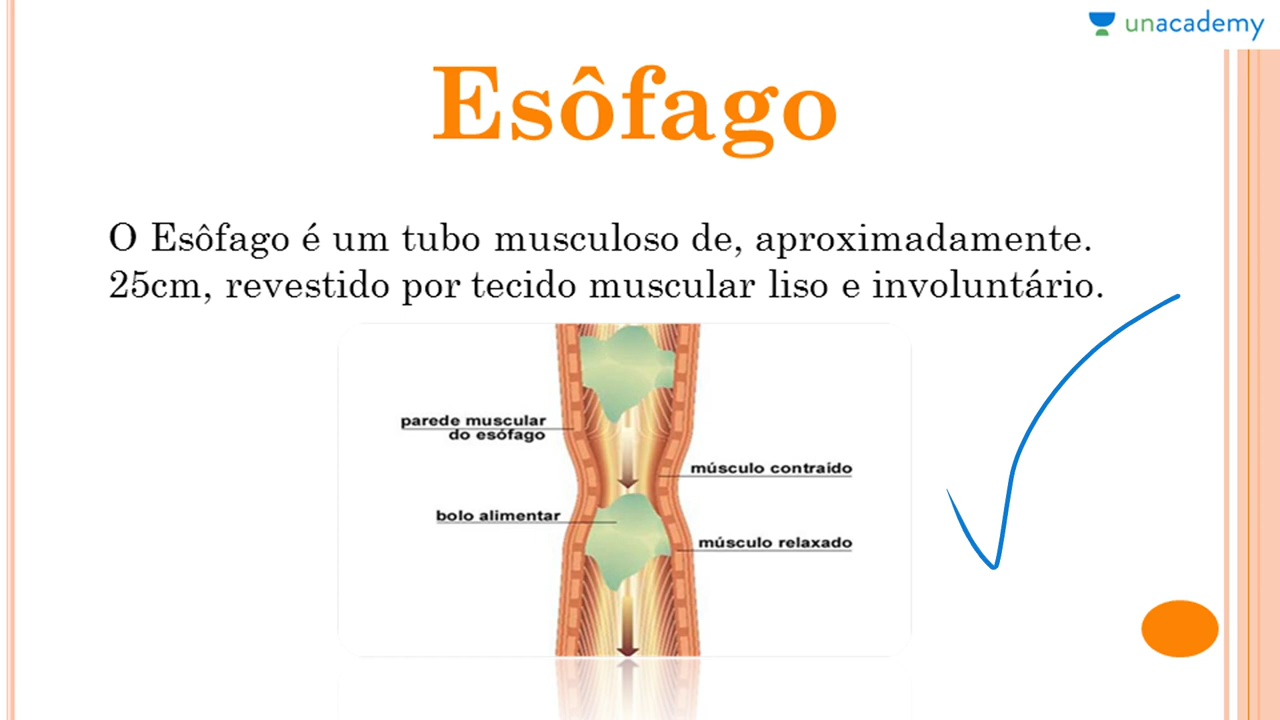 unacademy
Esôfago
O Esôfago é um tubo musculoso de, aproximadamente.
25cm, revestido por tecido muscular liso e involuntário.
parede muscular
do esófago
músculo contraído
bolo alimentar
músculo relaxado